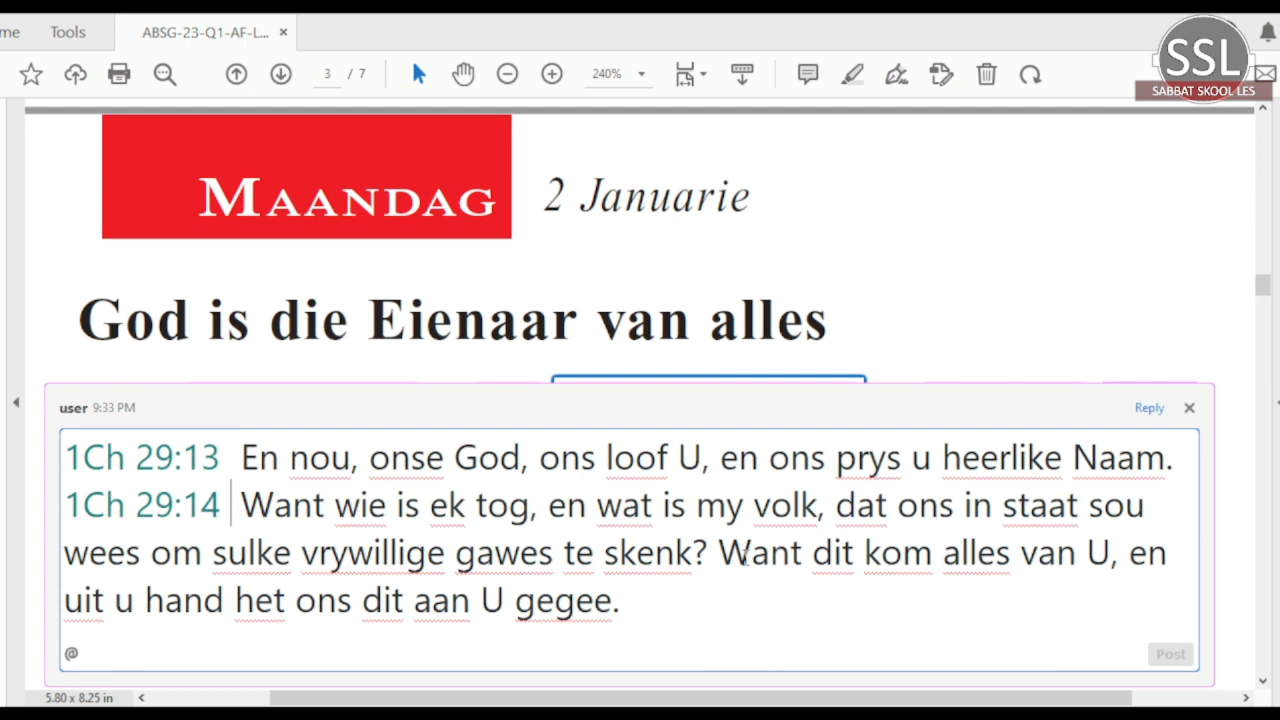 me Tools ABSG-23-Q1-AF-L... ×
SSL
SABBAT SKOOL LES
3 / 7 240%
MAANDAG 2 Januarie
God is die Eienaar van alles
user 9:33 PM Reply
1Ch 29:13 En nou, onse God, ons loof U, en ons prys u heerlike Naam.
1Ch 29:14 Want wie is ek tog, en wat is my volk, dat ons in staat sou
wees om sulke vrywillige gawes te skenk? Want dit kom alles van U, en
uit u hand het ons dit aan U gegee.
@ Post
5.80 x 8.25 in